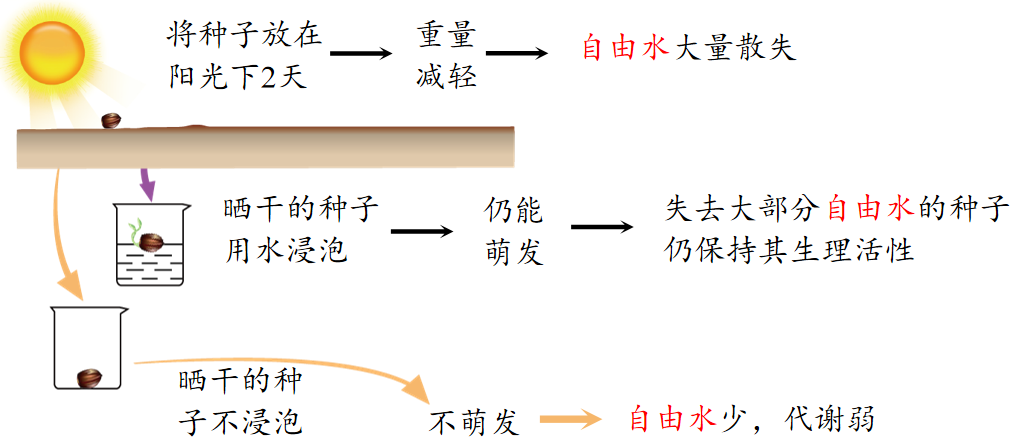 将种子放在
阳光下2天
重量
减轻
自由水大量散失
晒干的种子
用水浸泡
仍能
萌发
失去大部分自由水的种子
仍保持其生理活性
晒干的种
子不浸泡
不萌发
自由水少，代谢弱